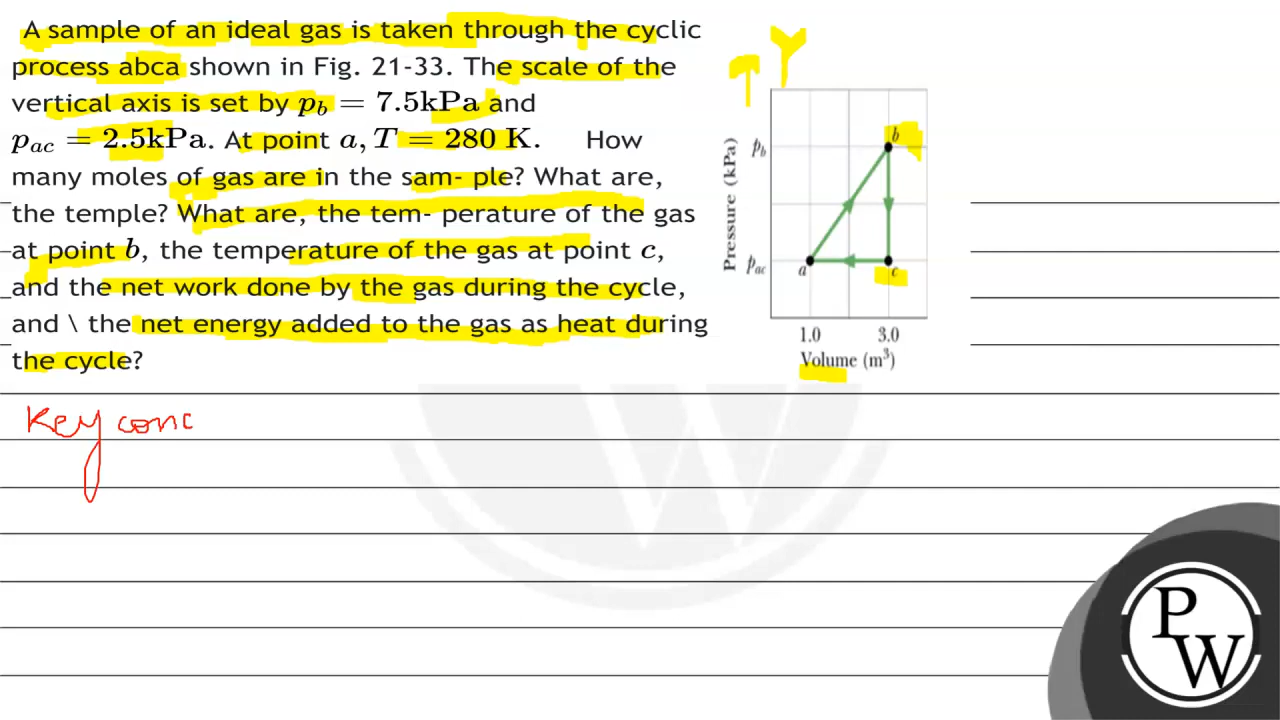 A sample of an ideal gas is taken through the cyclic
process abca shown in Fig. 21-33. The scale of the
vertical axis is set by p_b = 7.5kPa and
p_ac = 2.5kPa. At point a, T = 280 K. How
many moles of gas are in the sam- ple? What are,
the temple? What are, the tem- perature of the gas
at point b, the temperature of the gas at point c,
and the net work done by the gas during the cycle,
and \ the net energy added to the gas as heat during
the cycle?
Y
Pressure (kPa)
p_b
b
p_ac
a
c
1.0 3.0
Volume (m³)
Key conc
W
P
W